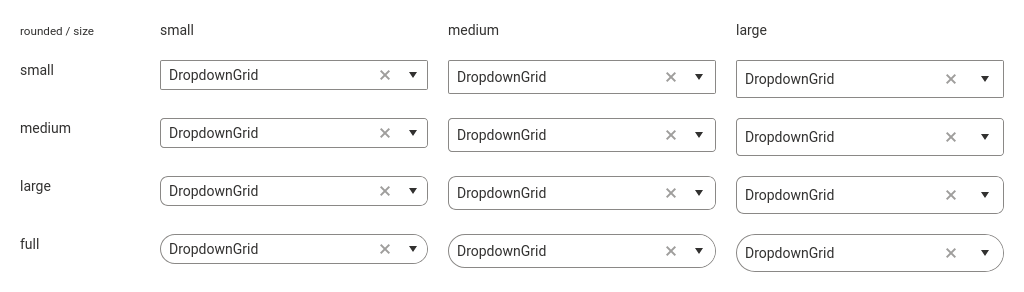 rounded / size small medium large
small DropdownGrid DropdownGrid DropdownGrid
medium DropdownGrid DropdownGrid DropdownGrid
large DropdownGrid DropdownGrid DropdownGrid
full DropdownGrid DropdownGrid DropdownGrid